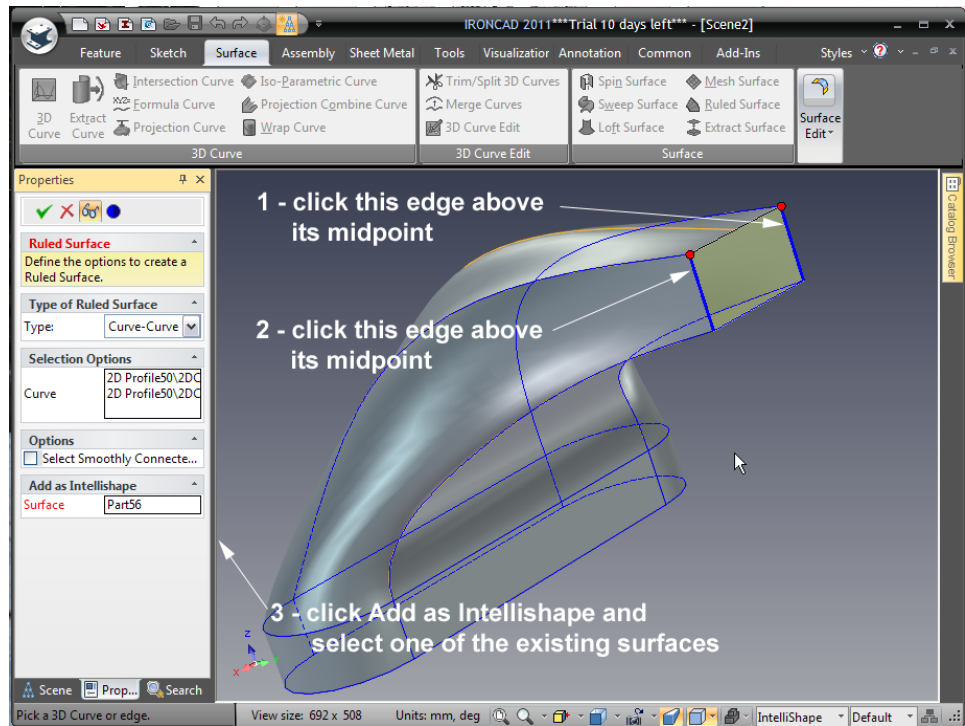 IRONCAD 2011***Trial 10 days left*** - [Scene2]
Feature Sketch Surface Assembly Sheet Metal Tools Visualization Annotation Common Add-Ins Styles
3D Curve
Extract Curve
Intersection Curve
Formula Curve
Projection Curve
Iso-Parametric Curve
Projection Combine Curve
Wrap Curve
3D Curve
Trim/Split 3D Curves
Merge Curves
3D Curve Edit
3D Curve Edit
Spin Surface
Sweep Surface
Loft Surface
Mesh Surface
Ruled Surface
Extract Surface
Surface
Surface Edit
Properties
Ruled Surface
Define the options to create a
Ruled Surface.
Type of Ruled Surface
Type: Curve-Curve
Selection Options
Curve
2D Profile50\2DC
2D Profile50\2DC
Options
Select Smoothly Connecte...
Add as Intellishape
Surface Part56
Scene Prop... Search
1 - click this edge above
its midpoint
2 - click this edge above
its midpoint
3 - click Add as Intellishape and
select one of the existing surfaces
z
x
Catalog Browser
Pick a 3D Curve or edge. View size: 692 x 508 Units: mm, deg IntelliShape Default